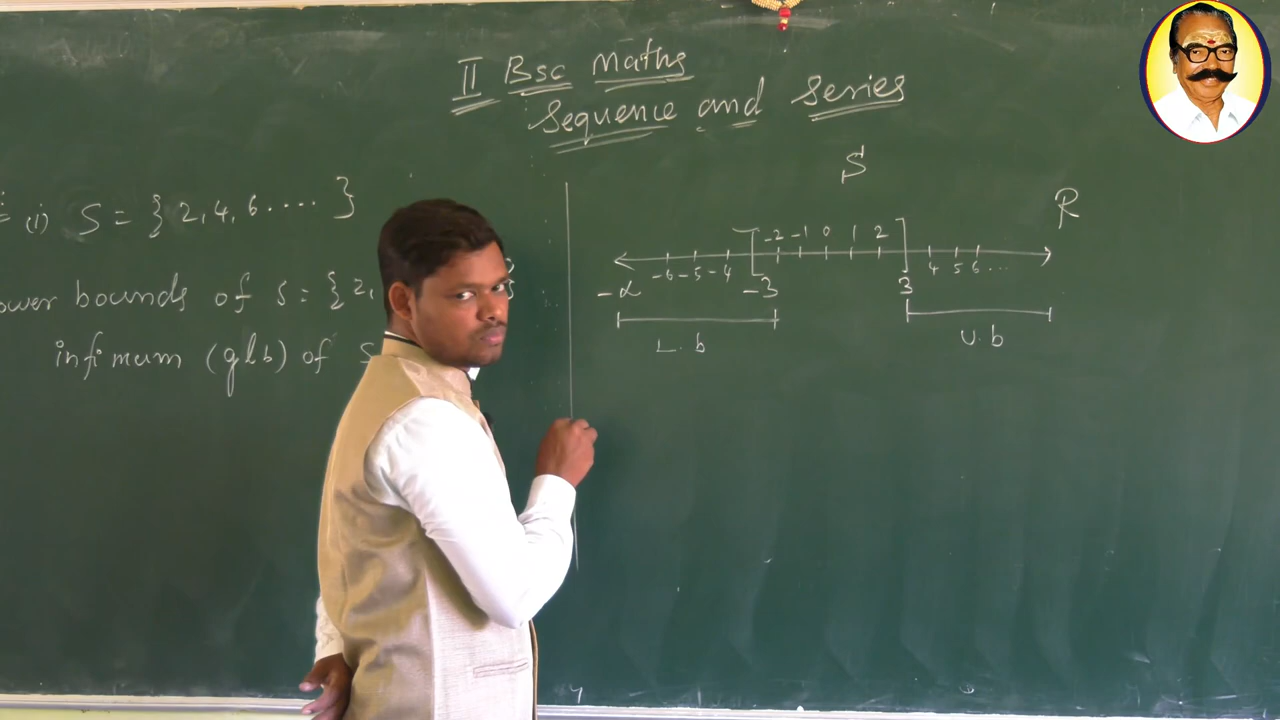 II Bsc Maths
Sequence and Series
(i) S = { 2, 4, 6 .... }
ower bounds of S = { 2,
infimum (glb) of S
S
R
-2 -1 0 1 2
-6 -5 -4 4 5 6 ...
-∝ -3 3
L. b U. b